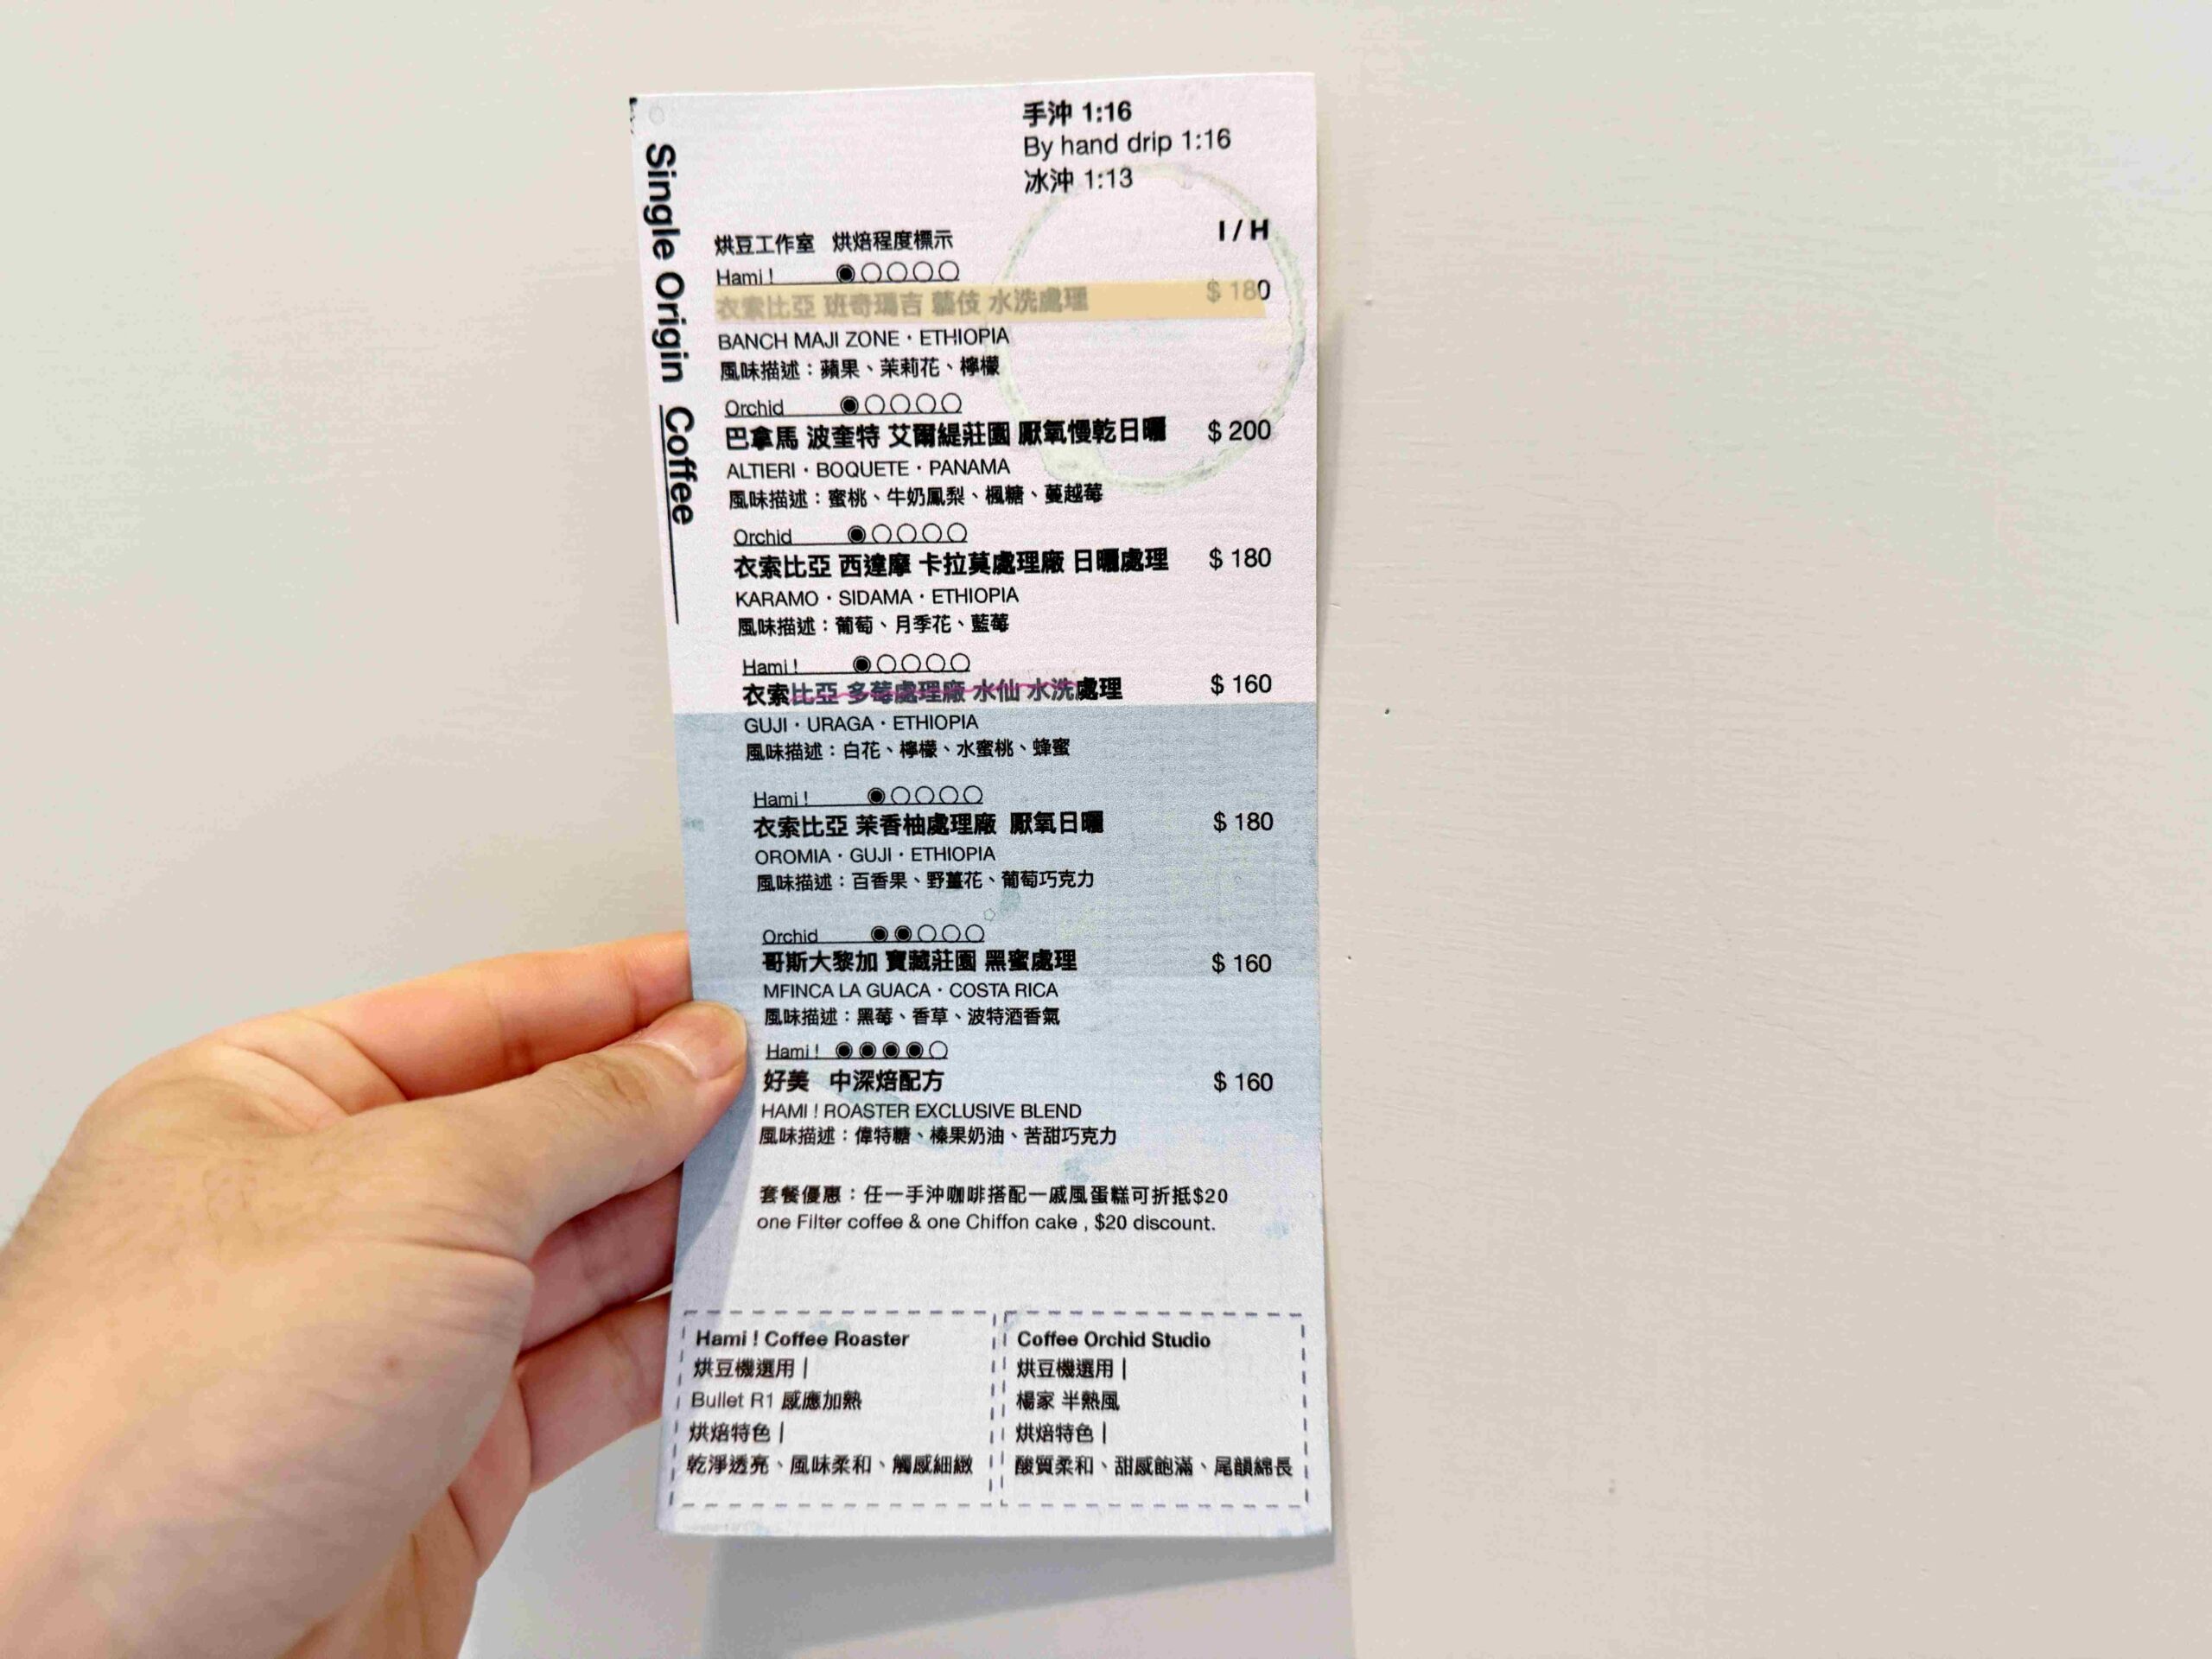 Single Origin Coffee
手沖 1:16
By hand drip 1:16
冰沖 1:13
I / H
烘豆工作室 烘焙程度標示
Hami !
衣索比亞 班奇瑪吉 藝伎 水洗處理 $ 180
BANCH MAJI ZONE・ETHIOPIA
風味描述：蘋果、茉莉花、檸檬
Orchid
巴拿馬 波奎特 艾爾緹莊園 厭氧慢乾日曬 $ 200
ALTIERI・BOQUETE・PANAMA
風味描述：蜜桃、牛奶鳳梨、楓糖、蔓越莓
Orchid
衣索比亞 西達摩 卡拉莫處理廠 日曬處理 $ 180
KARAMO・SIDAMA・ETHIOPIA
風味描述：葡萄、月季花、藍莓
Hami !
衣索比亞 多莓處理廠 水仙 水洗處理 $ 160
GUJI・URAGA・ETHIOPIA
風味描述：白花、檸檬、水蜜桃、蜂蜜
Hami !
衣索比亞 茉香柚處理廠 厭氧日曬 $ 180
OROMIA・GUJI・ETHIOPIA
風味描述：百香果、野薑花、葡萄巧克力
Orchid
哥斯大黎加 寶藏莊園 黑蜜處理 $ 160
MFINCA LA GUACA・COSTA RICA
風味描述：黑莓、香草、波特酒香氣
Hami !
好美 中深焙配方 $ 160
HAMI ! ROASTER EXCLUSIVE BLEND
風味描述：偉特糖、榛果奶油、苦甜巧克力
套餐優惠：任一手沖咖啡搭配一戚風蛋糕可折抵$20
one Filter coffee & one Chiffon cake , $20 discount.
Hami ! Coffee Roaster
烘豆機選用 |
Bullet R1 感應加熱
烘焙特色 |
乾淨透亮、風味柔和、觸感細緻
Coffee Orchid Studio
烘豆機選用 |
楊家 半熱風
烘焙特色 |
酸質柔和、甜感飽滿、尾韻綿長